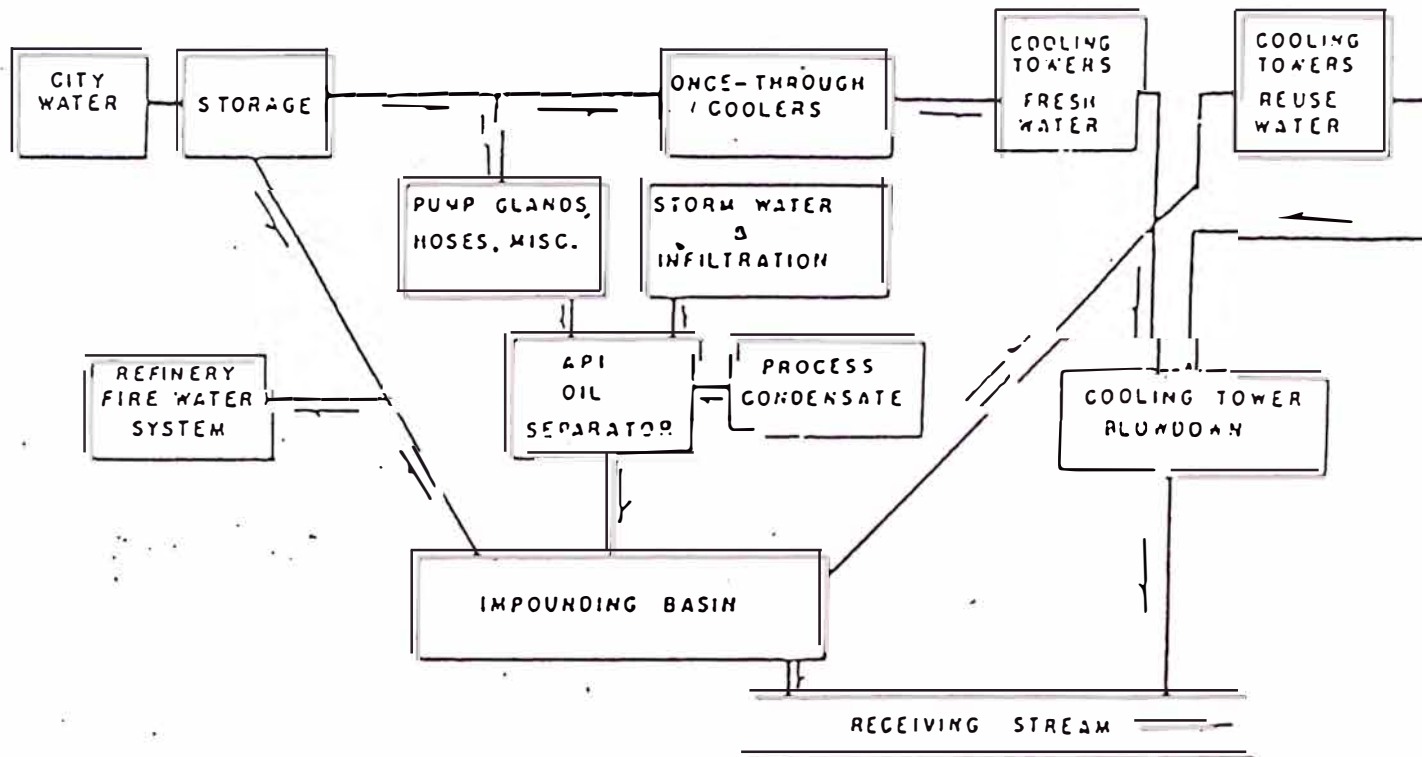 CITY
WATER
STORAGE
ONCE-THROUGH
COOLERS
COOLING
TOWERS
FRESH
WATER
COOLING
TOWERS
REUSE
WATER
PUMP GLANDS,
HOSES, MISC.
STORM WATER
&
INFILTRATION
REFINERY
FIRE WATER
SYSTEM
API
OIL
SEPARATOR
PROCESS
CONDENSATE
COOLING TOWER
BLOWDOWN
IMPOUNDING BASIN
RECEIVING STREAM